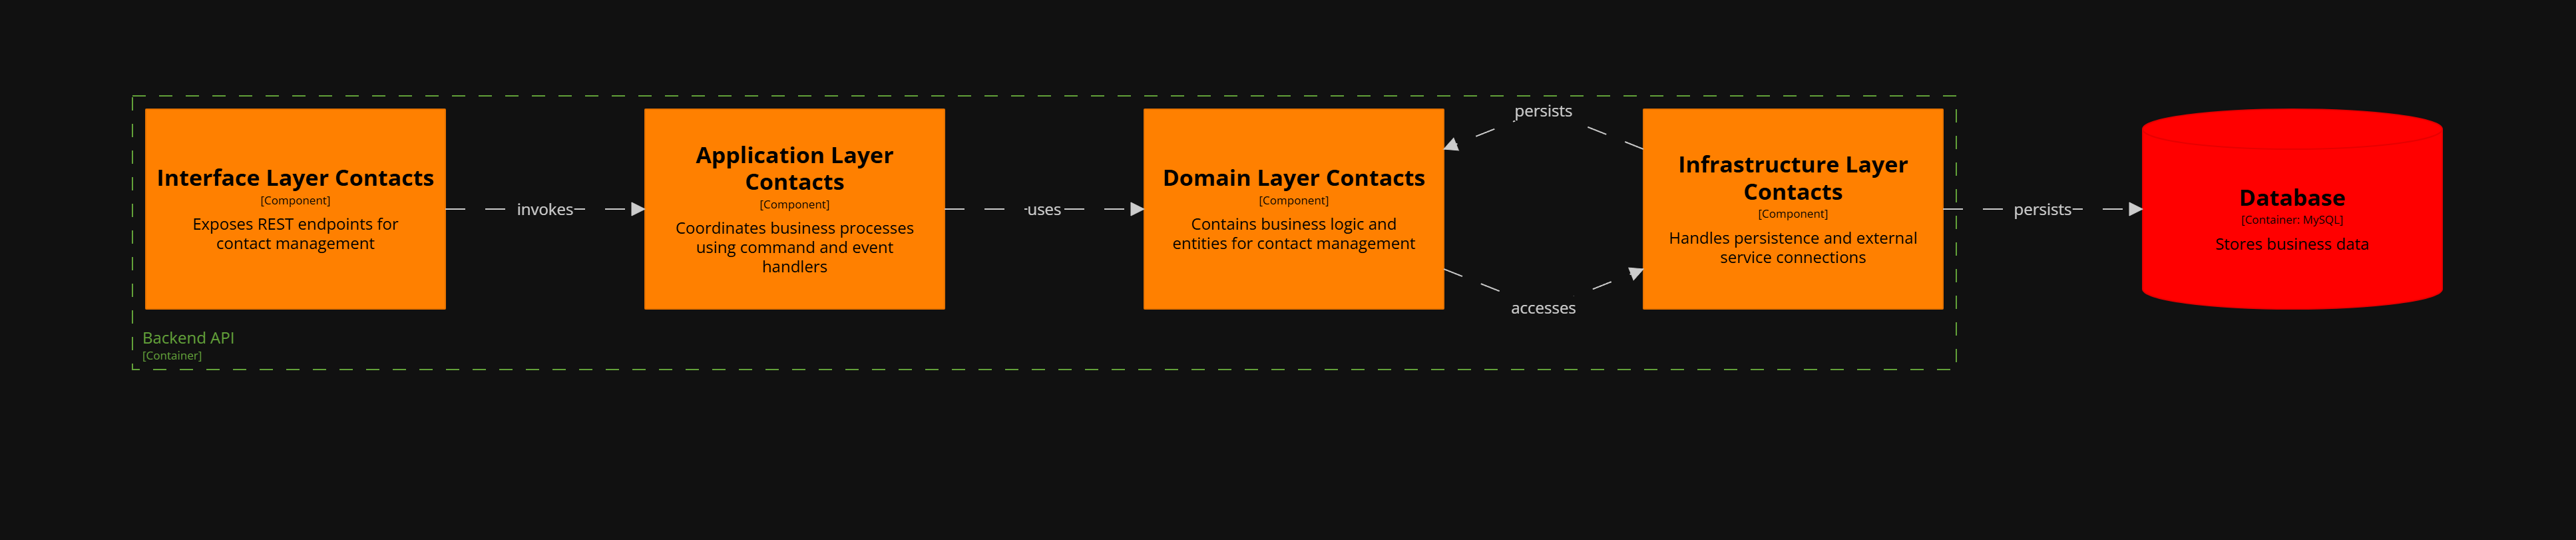 Interface Layer Contacts
[Component]
Exposes REST endpoints for
contact management
invokes
Application Layer
Contacts
[Component]
Coordinates business processes
using command and event
handlers
uses
Domain Layer Contacts
[Component]
Contains business logic and
entities for contact management
persists
accesses
Infrastructure Layer
Contacts
[Component]
Handles persistence and external
service connections
persists
Database
[Container: MySQL]
Stores business data
Backend API
[Container]